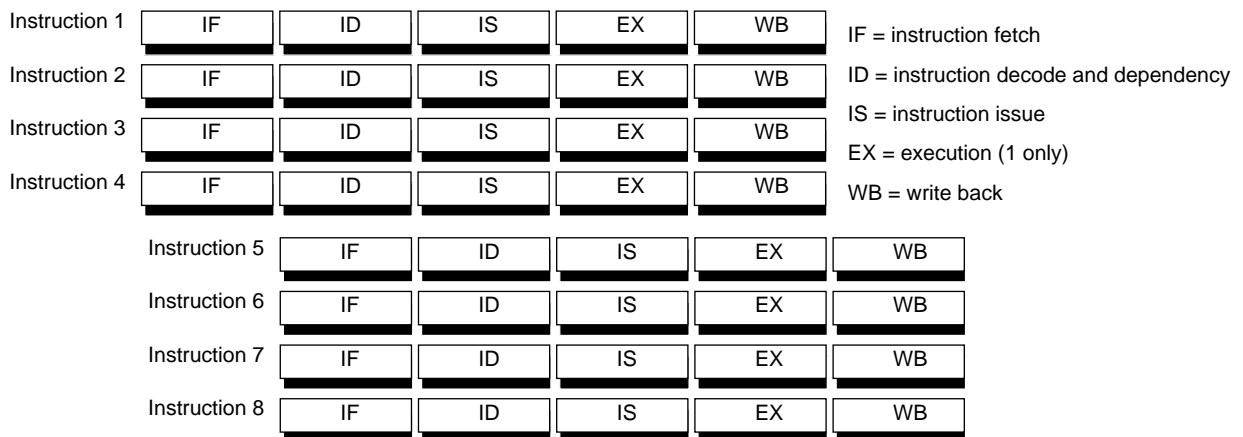 Instruction 1 IF ID IS EX WB
Instruction 2 IF ID IS EX WB
Instruction 3 IF ID IS EX WB
Instruction 4 IF ID IS EX WB
IF = instruction fetch
ID = instruction decode and dependency
IS = instruction issue
EX = execution (1 only)
WB = write back
Instruction 5 IF ID IS EX WB
Instruction 6 IF ID IS EX WB
Instruction 7 IF ID IS EX WB
Instruction 8 IF ID IS EX WB